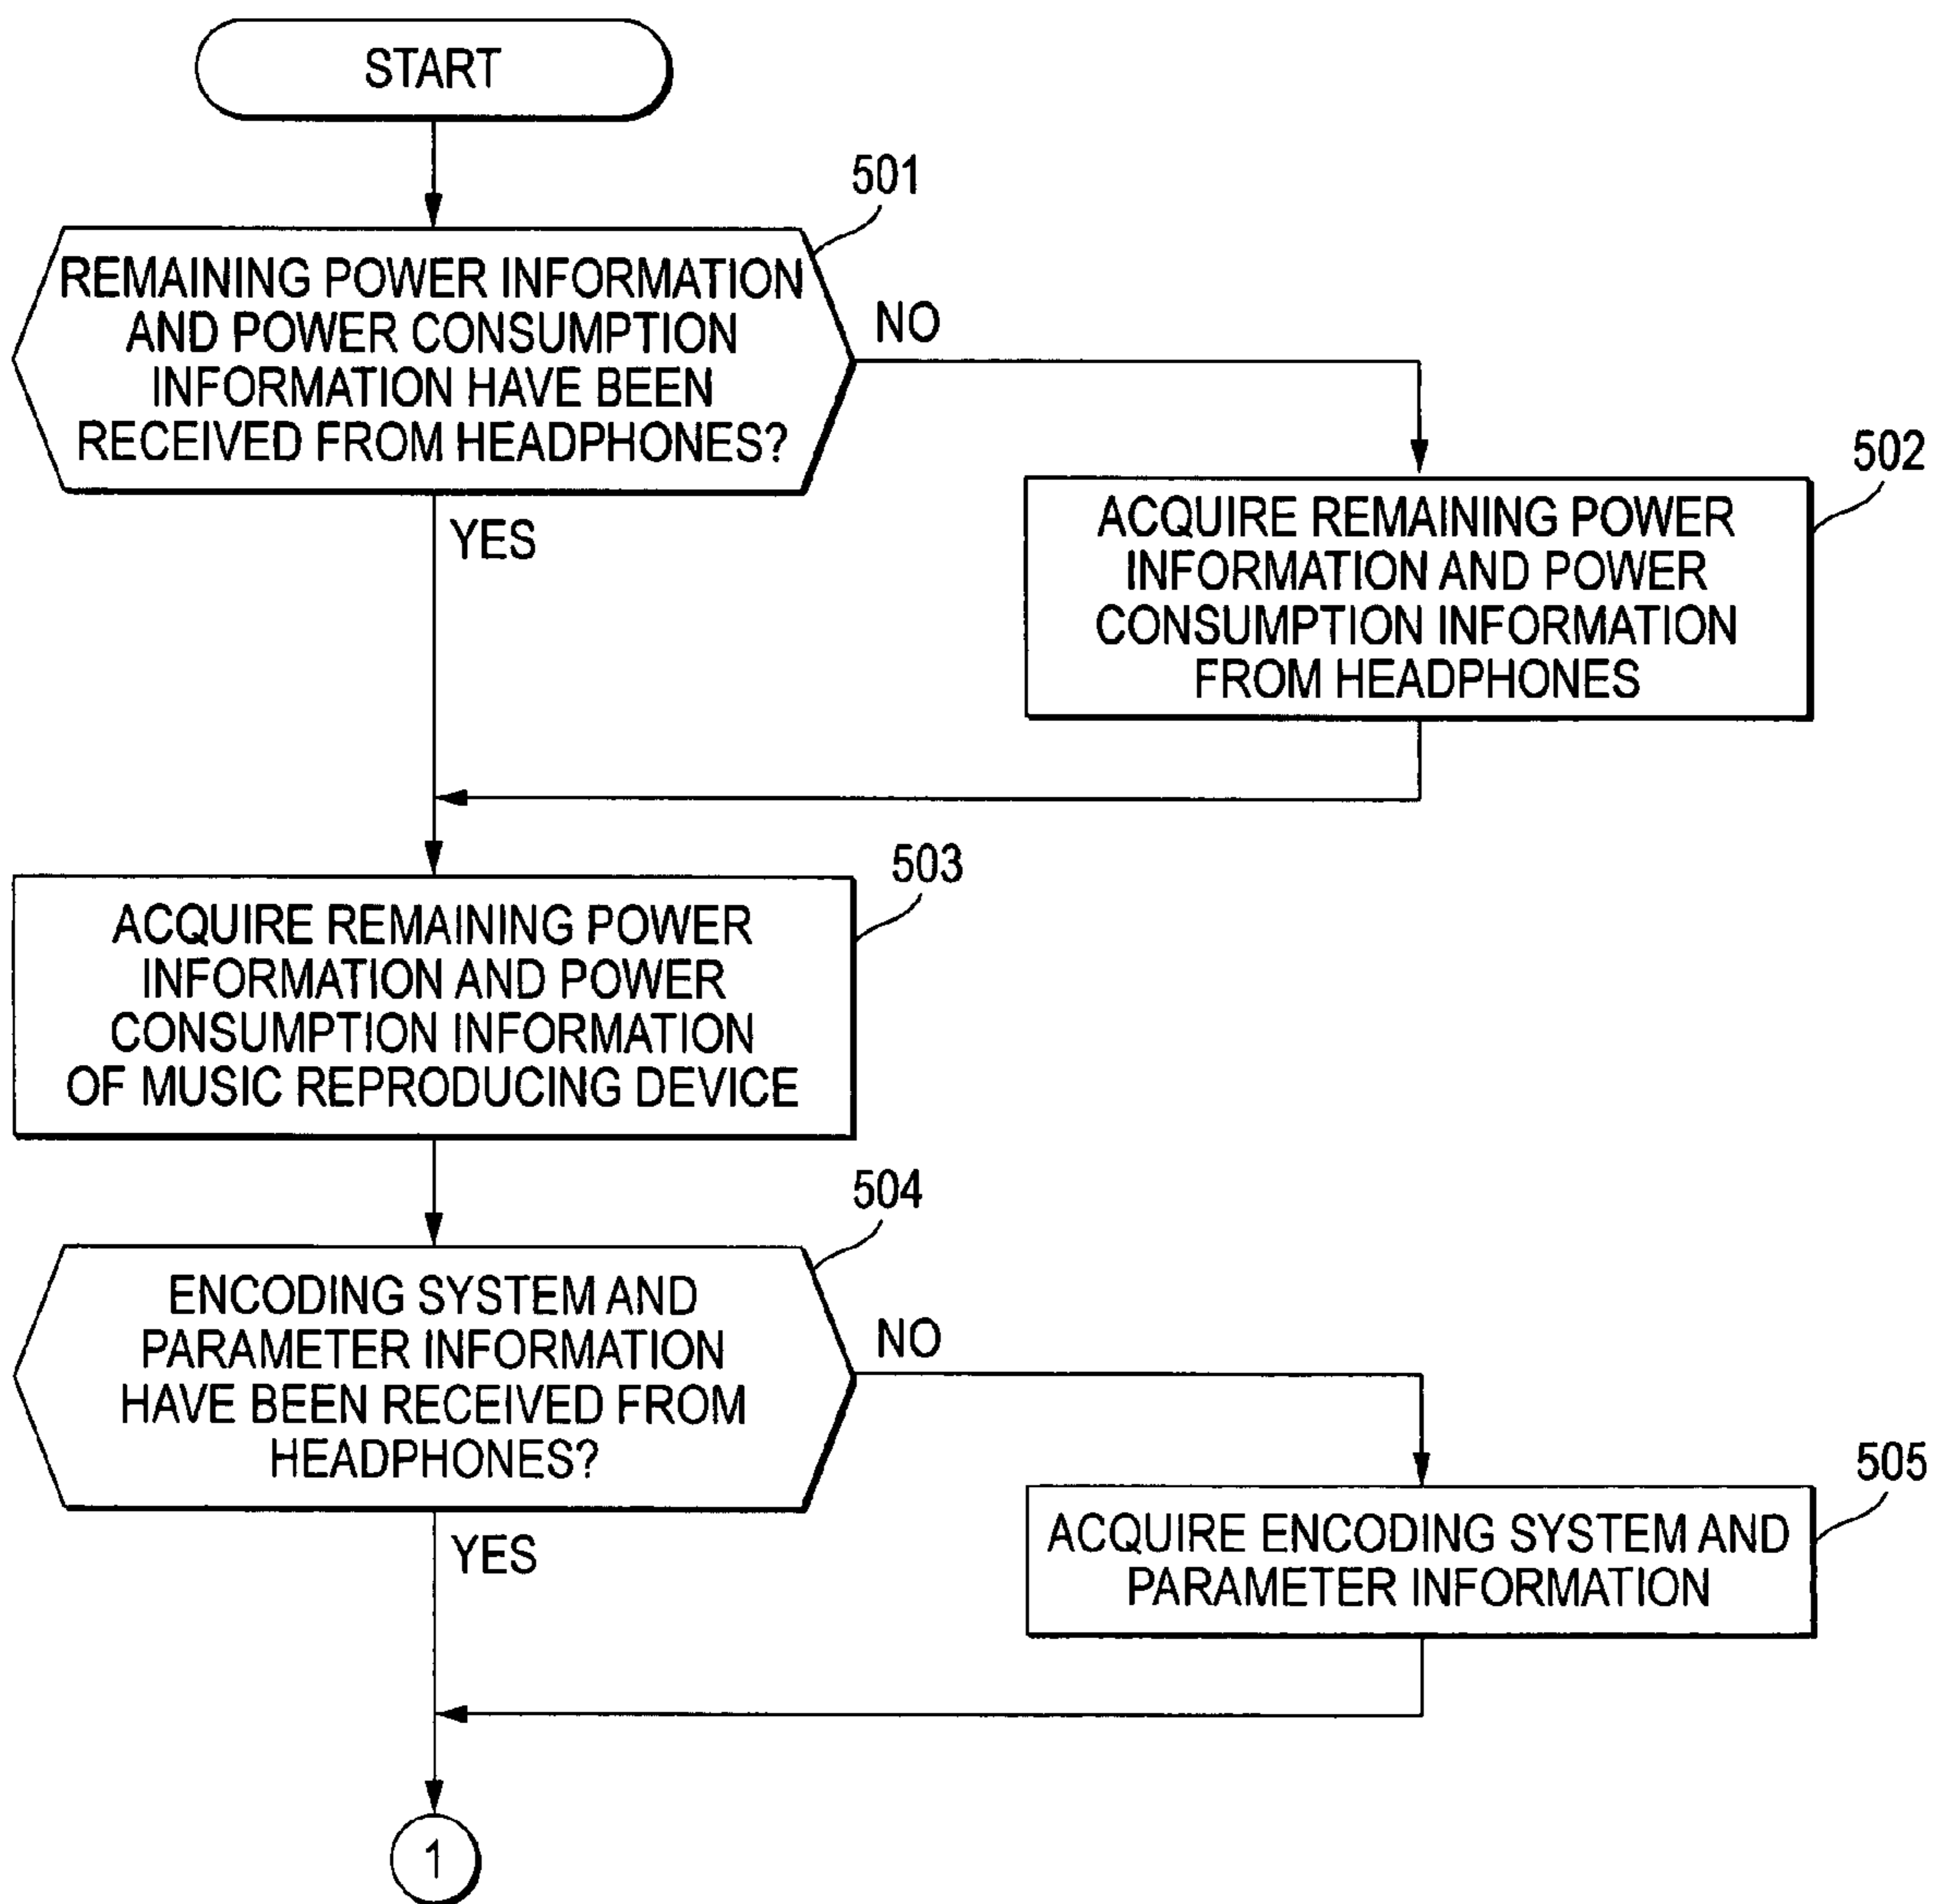 START
501
REMAINING POWER INFORMATION
AND POWER CONSUMPTION
INFORMATION HAVE BEEN
RECEIVED FROM HEADPHONES?
NO
YES
502
ACQUIRE REMAINING POWER
INFORMATION AND POWER
CONSUMPTION INFORMATION
FROM HEADPHONES
503
ACQUIRE REMAINING POWER
INFORMATION AND POWER
CONSUMPTION INFORMATION
OF MUSIC REPRODUCING DEVICE
504
ENCODING SYSTEM AND
PARAMETER INFORMATION
HAVE BEEN RECEIVED FROM
HEADPHONES?
NO
YES
505
ACQUIRE ENCODING SYSTEM AND
PARAMETER INFORMATION
1